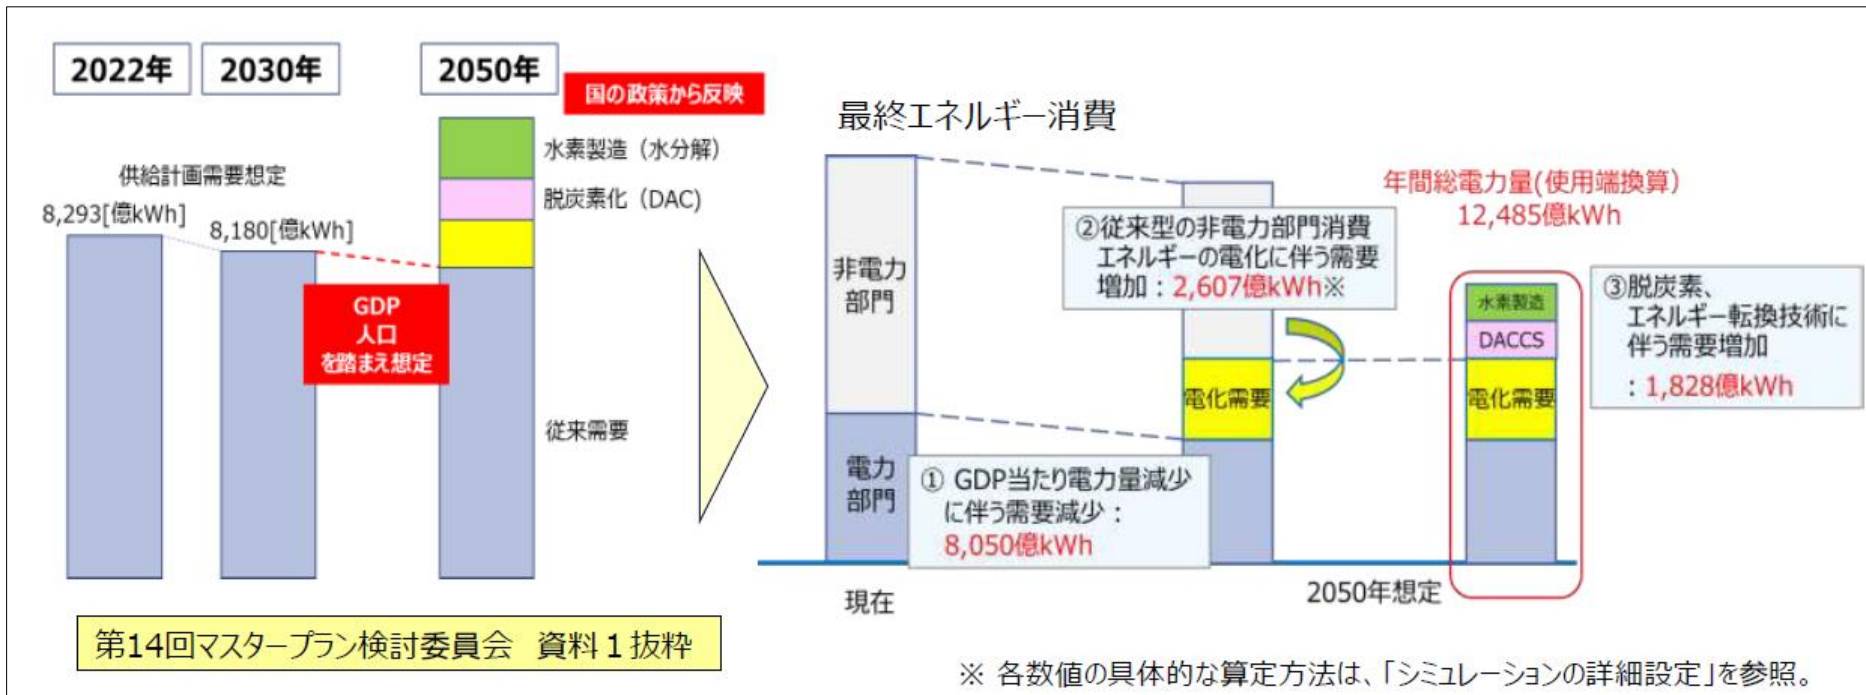 2022年
2030年
2050年
国の政策から反映
供給計画需要想定
8,293[億kWh]
8,180[億kWh]
水素製造（水分解）
脱炭素化（DAC)
GDP
人口
を踏まえ想定
従来需要
第14回マスタープラン検討委員会　資料１抜粋
最終エネルギー消費
非電力
部門
電力
部門
① GDP当たり電力量減少
に伴う需要減少：
8,050億kWh
②従来型の非電力部門消費
エネルギーの電化に伴う需要
増加：2,607億kWh※
電化需要
年間総電力量(使用端換算）
12,485億kWh
水素製造
DACCS
電化需要
③脱炭素、
エネルギー転換技術に
伴う需要増加
：1,828億kWh
現在
2050年想定
※ 各数値の具体的な算定方法は、「シミュレーションの詳細設定」を参照。